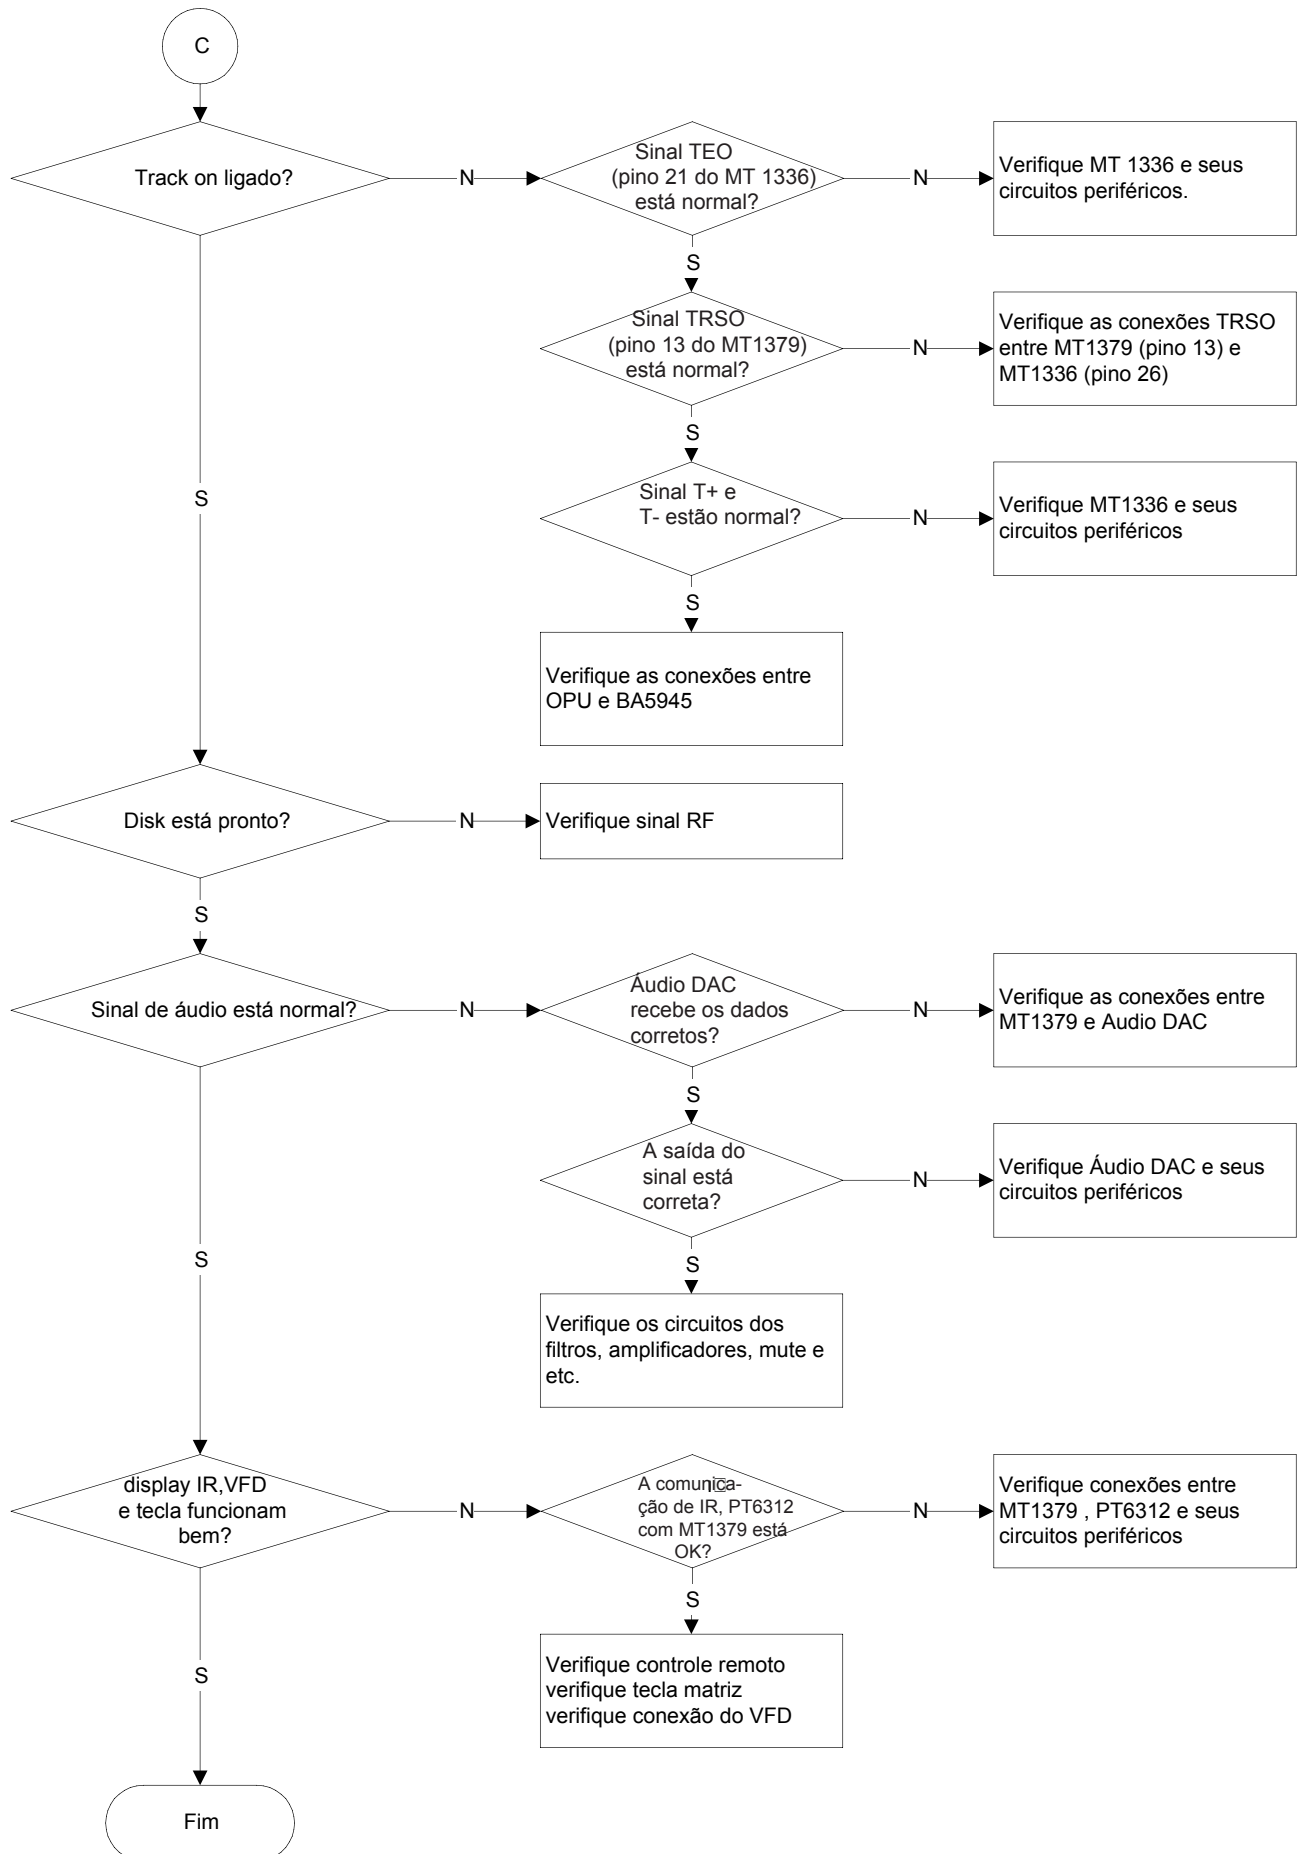 C
Track on ligado?
N
Sinal TEO
(pino 21 do MT 1336)
está normal?
N
Verifique MT 1336 e seus
circuitos periféricos.
S
Sinal TRSO
(pino 13 do MT1379)
está normal?
N
Verifique as conexões TRSO
entre MT1379 (pino 13) e
MT1336 (pino 26)
S
S
Sinal T+ e
T- estão normal?
N
Verifique MT1336 e seus
circuitos periféricos
S
Verifique as conexões entre
OPU e BA5945
Disk está pronto?
N
Verifique sinal RF
S
Sinal de áudio está normal?
N
Áudio DAC
recebe os dados
corretos?
N
Verifique as conexões entre
MT1379 e Audio DAC
S
A saída do
sinal está
correta?
N
Verifique Áudio DAC e seus
circuitos periféricos
S
S
Verifique os circuitos dos
filtros, amplificadores, mute e
etc.
display IR,VFD
e tecla funcionam
bem?
N
A comunica-
ção de IR, PT6312
com MT1379 está
OK?
N
Verifique conexões entre
MT1379 , PT6312 e seus
circuitos periféricos
S
S
Verifique controle remoto
verifique tecla matriz
verifique conexão do VFD
Fim